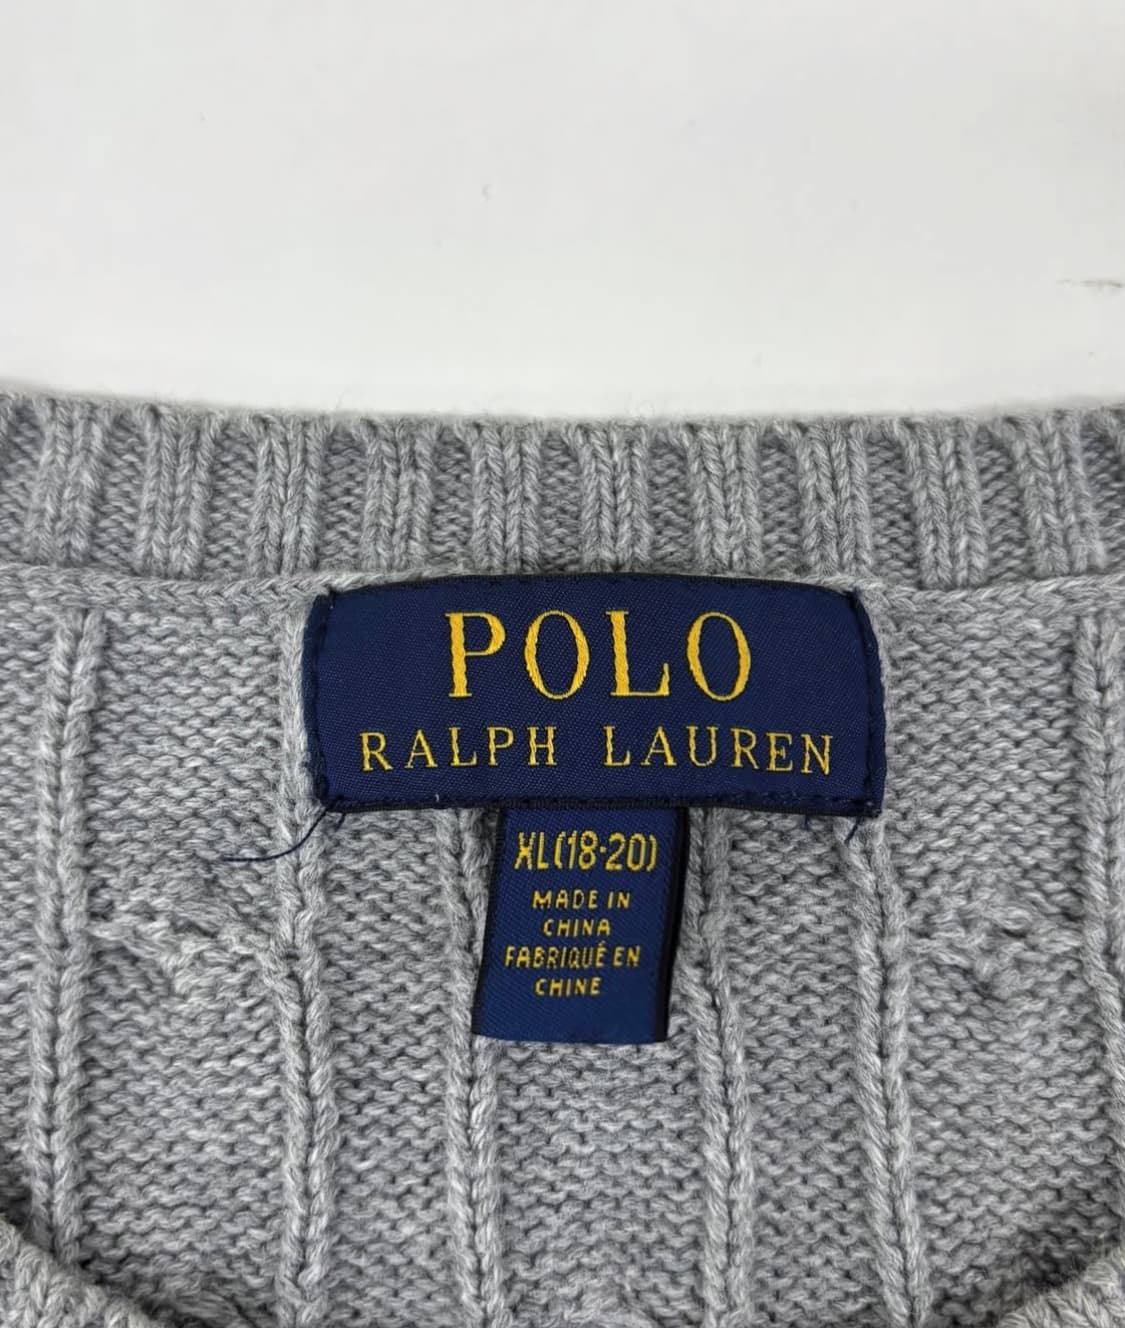 POLO
RALPH LAUREN
XL(18-20)
MADE IN
CHINA
FABRIQUÉ EN
CHINE